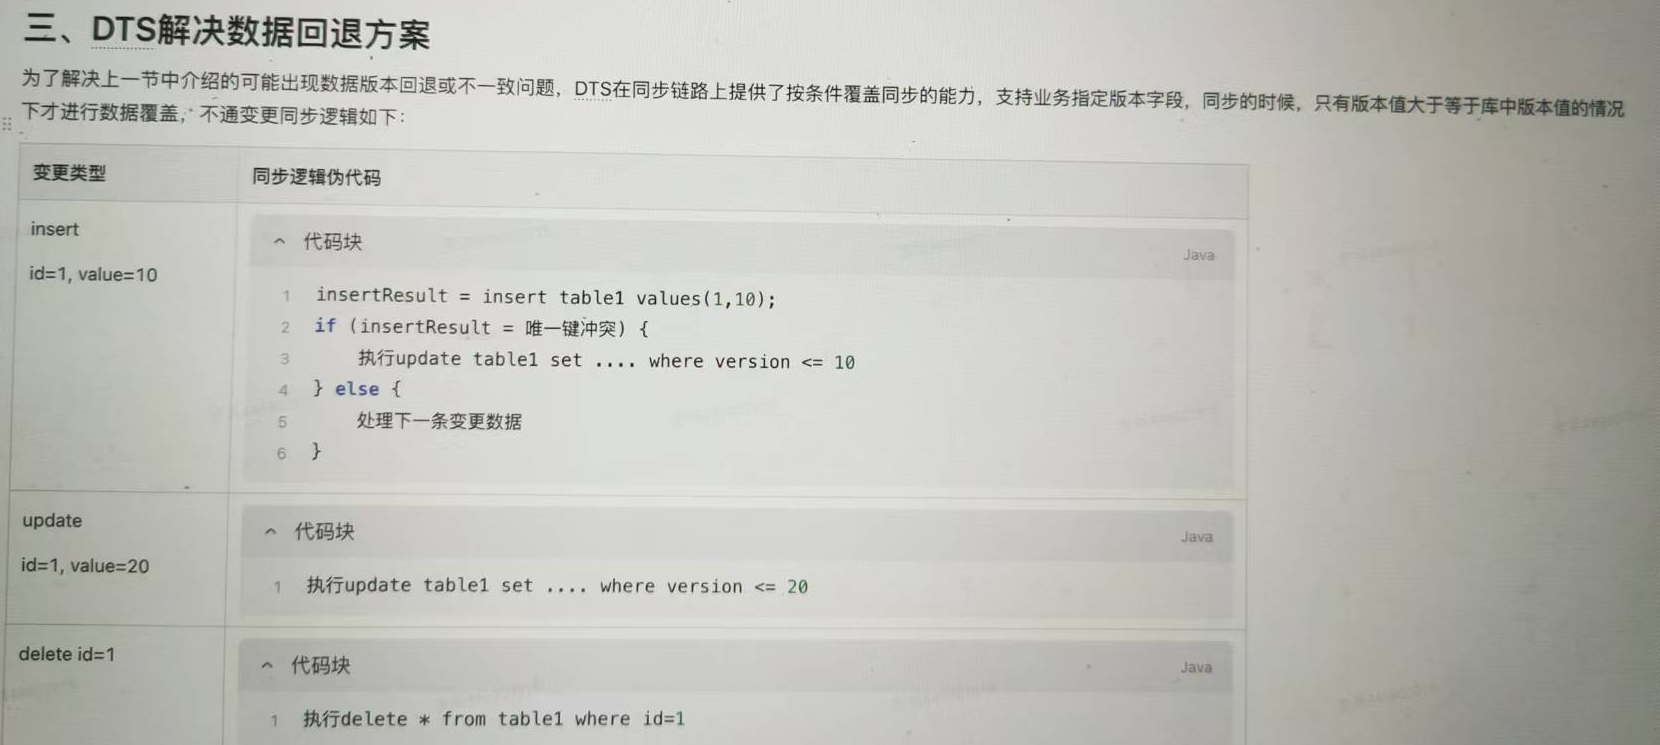 三、DTS解决数据回退方案
为了解决上一节中介绍的可能出现数据版本回退或不一致问题，DTS在同步链路上提供了按条件覆盖同步的能力，支持业务指定版本字段，同步的时候，只有版本值大于等于库中版本值的情况
下才进行数据覆盖，不通变更同步逻辑如下：
变更类型
同步逻辑伪代码
insert
id=1, value=10
代码块
Java
1 insertResult = insert table1 values(1,10);
2 if (insertResult = 唯一键冲突) {
3 执行update table1 set .... where version <= 10
4 } else {
5 处理下一条变更数据
6 }
update
id=1, value=20
代码块
Java
1 执行update table1 set .... where version <= 20
delete id=1
代码块
Java
1 执行delete * from table1 where id=1